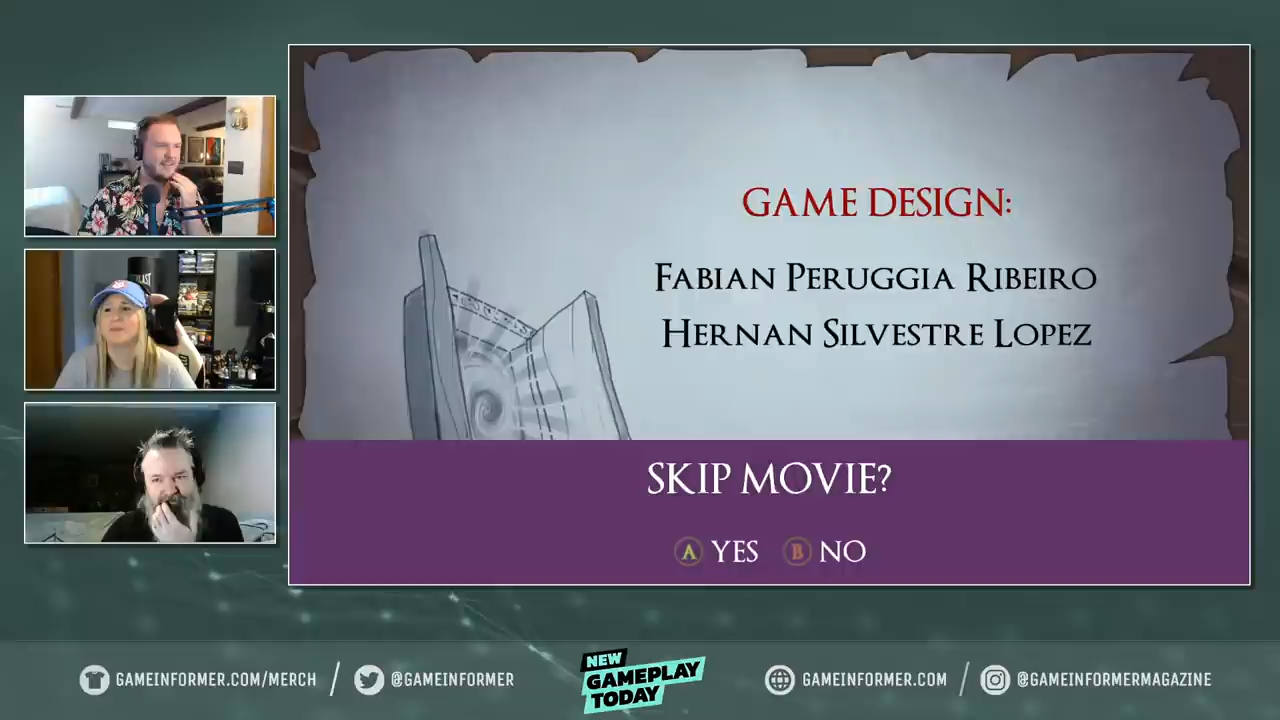 GAME DESIGN:
FABIAN PERUGGIA RIBEIRO
HERNAN SILVESTRE LOPEZ
SKIP MOVIE?
A YES B NO
GAMEINFORMER.COM/MERCH / @GAMEINFORMER
NEW
GAMEPLAY
TODAY
GAMEINFORMER.COM / @GAMEINFORMERMAGAZINE